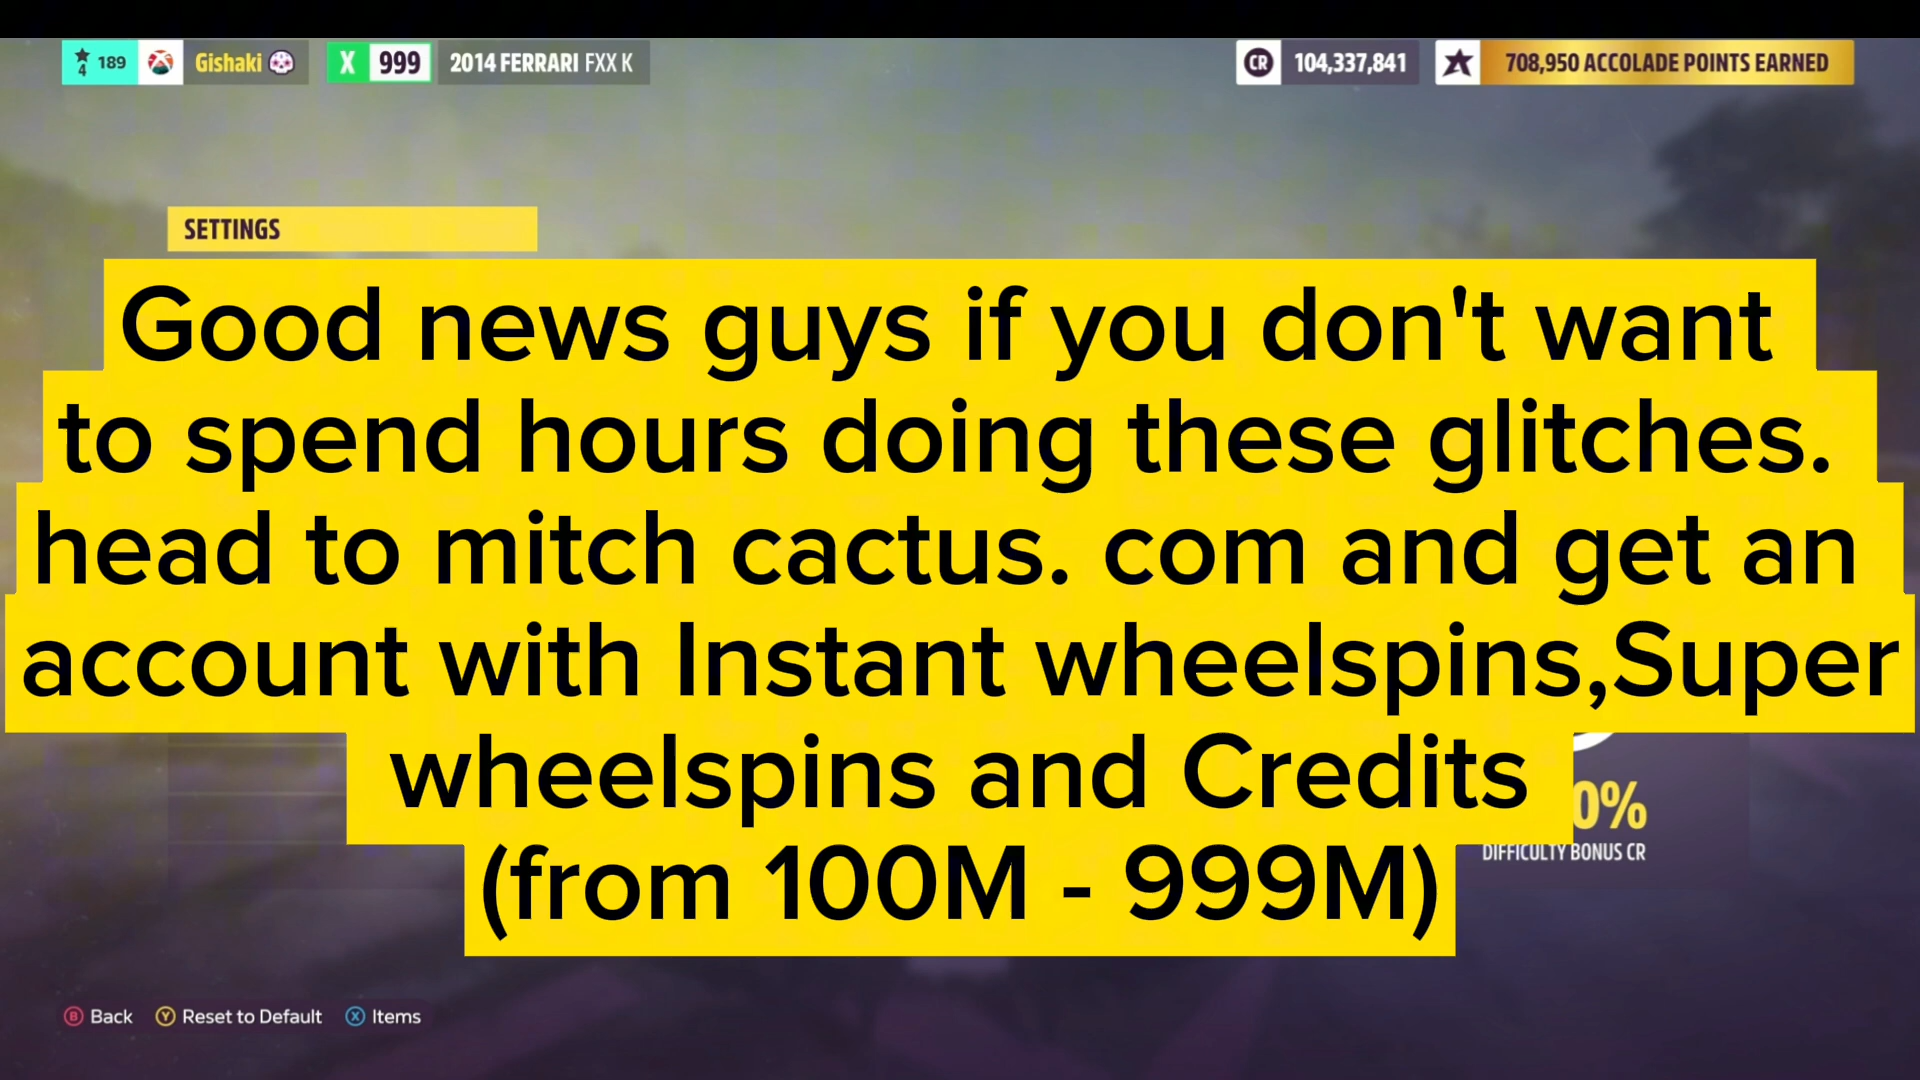 4 189 Gishaki X 999 2014 FERRARI FXX K CR 104,337,841 708,950 ACCOLADE POINTS EARNED
SETTINGS
Good news guys if you don't want
to spend hours doing these glitches.
head to mitch cactus. com and get an
account with Instant wheelspins,Super
wheelspins and Credits
(from 100M - 999M)
0%
DIFFICULTY BONUS CR
B Back Y Reset to Default X Items